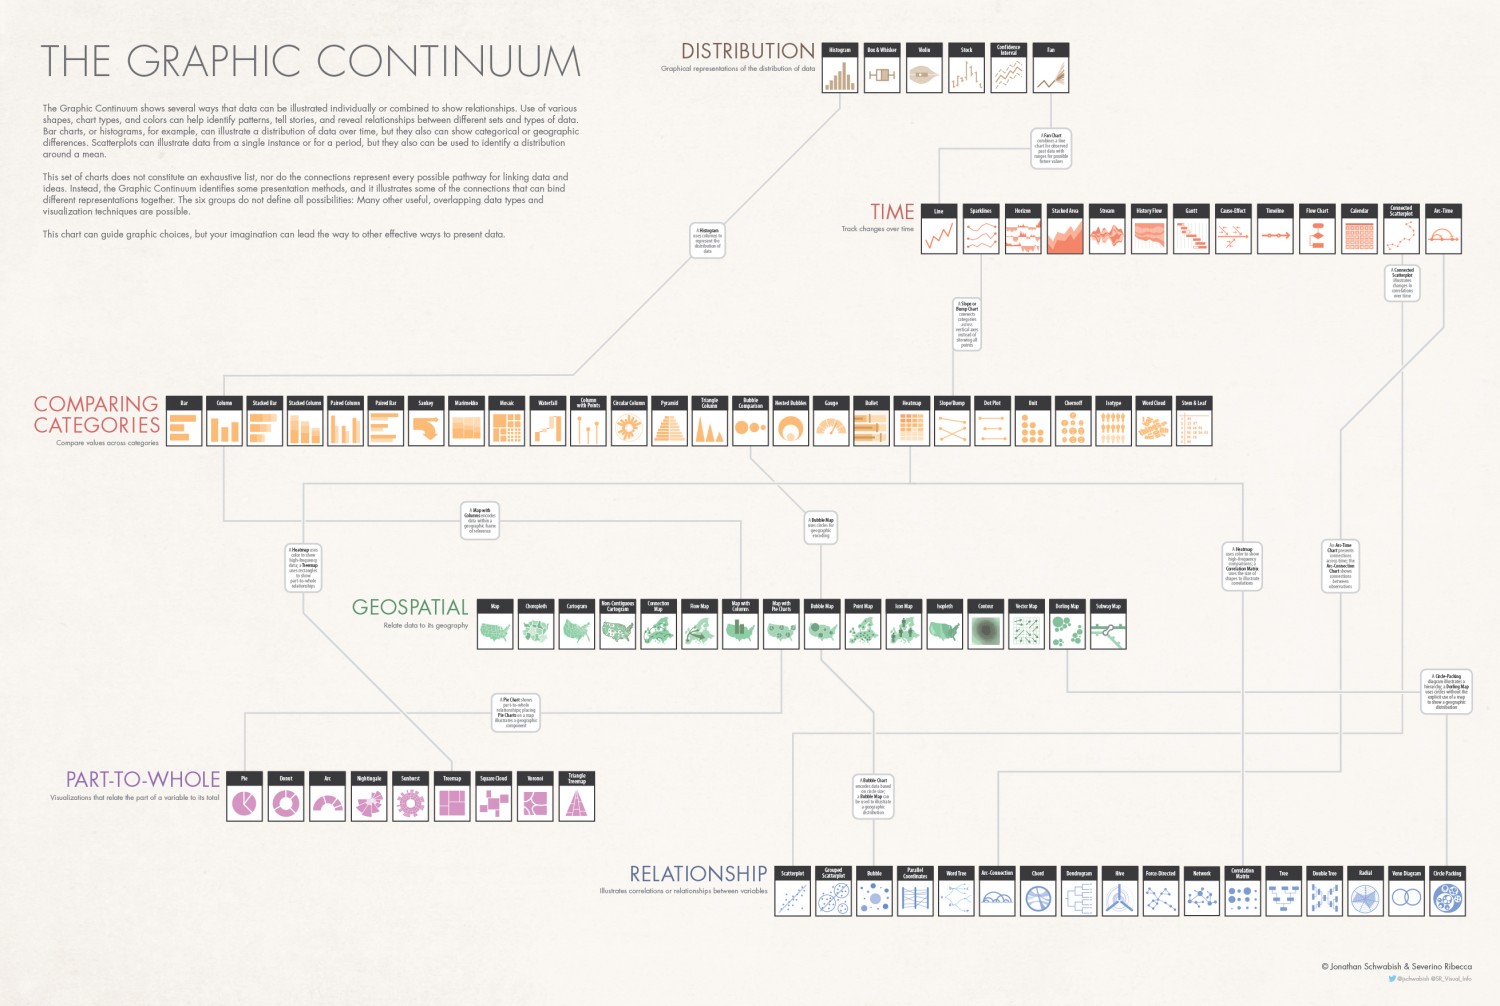 THE GRAPHIC CONTINUUM
The Graphic Continuum shows several ways that data can be illustrated individually or combined to show relationships. Use of various
shapes, chart types, and colors can help identify patterns, tell stories, and reveal relationships between different sets and types of data.
Bar charts, or histograms, for example, can illustrate a distribution of data over time, but they also can show categorical or geographic
differences. Scatterplots can illustrate data from a single instance or for a period, but they also can be used to identify a distribution
around a mean.
This set of charts does not constitute an exhaustive list, nor do the connections represent every possible pathway for linking data and
ideas. Instead, the Graphic Continuum identifies some presentation methods, and it illustrates some of the connections that can bind
different representations together. The six groups do not define all possibilities: Many other useful, overlapping data types and
visualization techniques are possible.
This chart can guide graphic choices, but your imagination can lead the way to other effective ways to present data.
DISTRIBUTION
Graphical representations of the distribution of data
Histogram
Box & Whisker
Violin
Stock
Confidence
Interval
Fan
A Fan Chart
combines a line
chart for observed
past data with
ranges for possible
future values
TIME
Track changes over time
Line
Sparklines
Horizon
Stacked Area
Stream
History Flow
Gantt
Cause-Effect
Timeline
Flow Chart
Calendar
Connected
Scatterplot
Arc-Time
A Histogram
uses columns to
represent the
distribution of
data
A Connected
Scatterplot
illustrates
changes in
correlations
over time
A Slope or
Bump Chart
connects
categories
across
vertical axes
instead of
showing all
points
COMPARING
CATEGORIES
Compare values across categories
Bar
Column
Stacked Bar
Stacked Column
Paired Column
Paired Bar
Sankey
Marimekko
Mosaic
Waterfall
Column
with Points
Circular Column
Pyramid
Triangle
Column
Bubble
Comparison
Nested Bubbles
Gauge
Bullet
Heatmap
Slope/Bump
Dot Plot
Unit
Chernoff
Isotype
Word Cloud
Stem & Leaf
A Map with
Columns encodes
data within a
geographic frame
of reference
A Bubble Map
uses circles for
geographic
encoding
A Heatmap uses
color to show
high-frequency
data; a Treemap
uses rectangles
to show
part-to-whole
relationships
A Heatmap
uses color to show
high-frequency
comparisons; a
Correlation Matrix
uses the size of
shapes to illustrate
correlations
An Arc-Time
Chart presents
connections
across time; the
Arc-Connection
Chart shows
connections
between
observations
GEOSPATIAL
Relate data to its geography
Map
Choropleth
Cartogram
Non-Contiguous
Cartogram
Connection
Map
Flow Map
Map with
Columns
Map with
Pie Charts
Bubble Map
Point Map
Icon Map
Isopleth
Contour
Vector Map
Dorling Map
Subway Map
A Pie Chart shows
part-to-whole
relationships; placing
Pie Charts on a map
illustrates a geographic
component
A Circle-Packing
diagram illustrates a
hierarchy; a Dorling Map
uses circles without the
explicit use of a map
to show a geographic
distribution
PART-TO-WHOLE
Visualizations that relate the part of a variable to its total
Pie
Donut
Arc
Nightingale
Sunburst
Treemap
Square Cloud
Voronoi
Triangle
Treemap
A Bubble Chart
encodes data based
on circle size;
a Bubble Map can
be used to illustrate
a geographic
distribution
RELATIONSHIP
Illustrates correlations or relationships between variables
Scatterplot
Grouped
Scatterplot
Bubble
Parallel
Coordinates
Word Tree
Arc-Connection
Chord
Dendrogram
Hive
Force-Directed
Network
Correlation
Matrix
Tree
Double Tree
Radial
Venn Diagram
Circle Packing
© Jonathan Schwabish & Severino Ribecca
@jschwabish @SR_Visual_Info